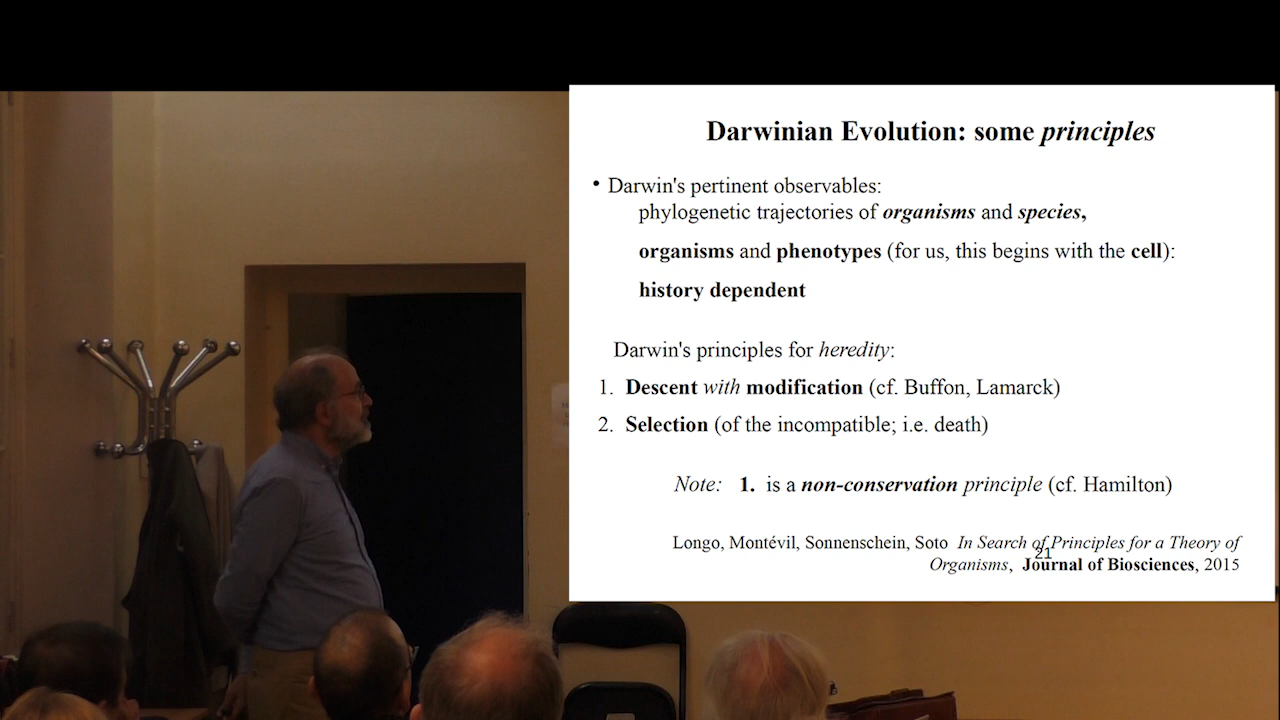 Darwinian Evolution: some principles
• Darwin's pertinent observables:
phylogenetic trajectories of organisms and species,
organisms and phenotypes (for us, this begins with the cell):
history dependent
Darwin's principles for heredity:
1. Descent with modification (cf. Buffon, Lamarck)
2. Selection (of the incompatible; i.e. death)
Note: 1. is a non-conservation principle (cf. Hamilton)
Longo, Montévil, Sonnenschein, Soto In Search of Principles for a Theory of
21
Organisms, Journal of Biosciences, 2015